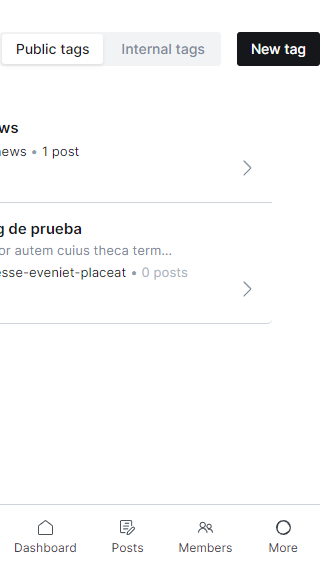 Public tags Internal tags New tag
ws
news • 1 post
g de prueba
or autem cuius theca term...
esse-eveniet-placeat • 0 posts
Dashboard Posts Members More